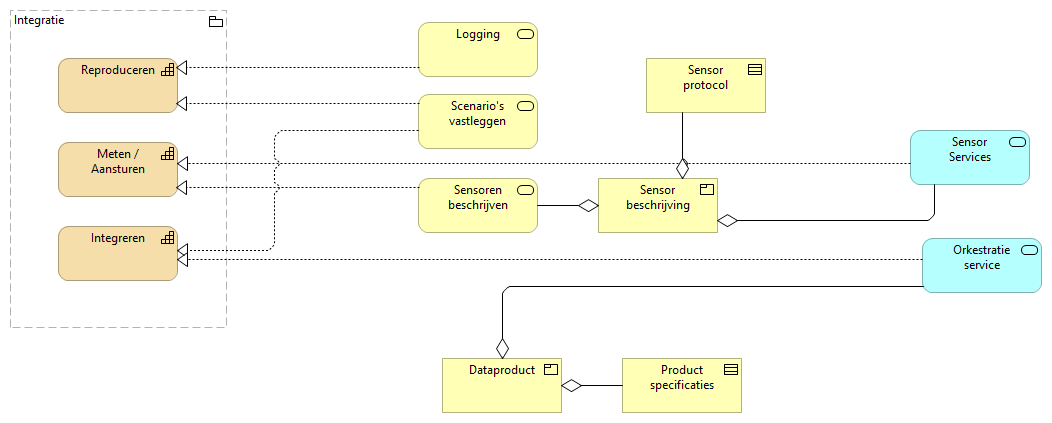 Integratie
Reproduceren
Meten /
Aansturen
Integreren
Logging
Scenario's
vastleggen
Sensoren
beschrijven
Sensor
protocol
Sensor
beschrijving
Sensor
Services
Orkestratie
service
Dataproduct
Product
specificaties